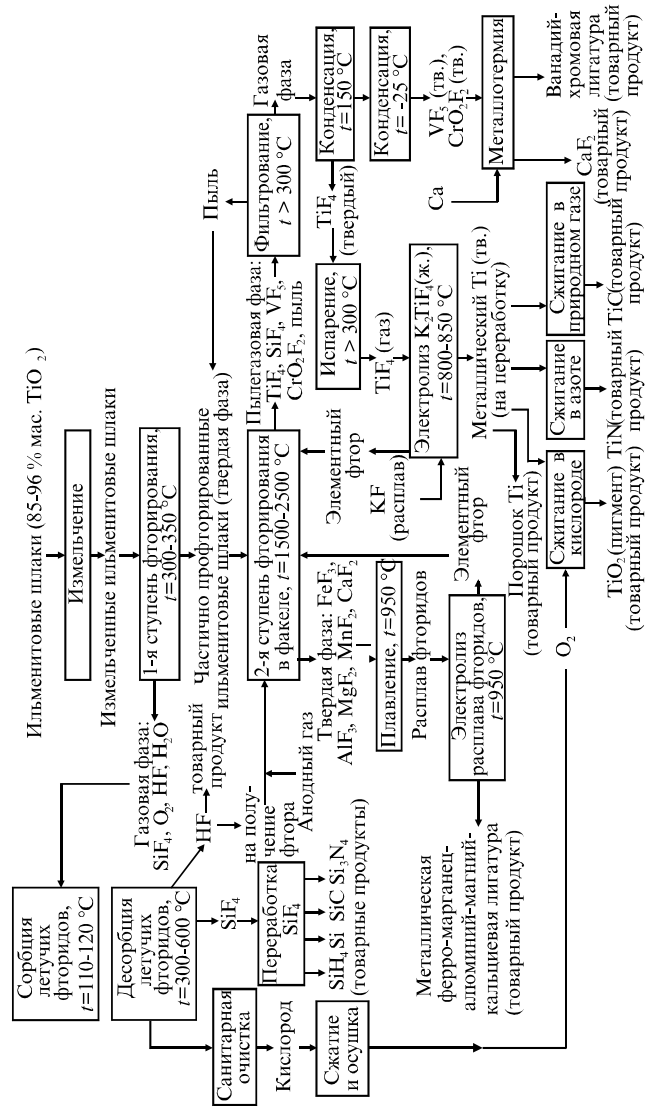 Ильменитовые шлаки (85-96 % мас. TiO 2)
Измельчение
Измельченные ильменитовые шлаки
1-я ступень фторирования,
t=300-350 °C
Сорбция
летучих
фторидов,
t=110-120 °C
Газовая фаза:
SiF4, O2, HF, H2O
Десорбция
летучих
фторидов,
t=300-600 °C
HF
товарный
продукт
Частично профторированные
ильменитовые шлаки (твердая фаза)
Пыль
Санитарная
очистка
SiF4
на полу-
чение
фтора
2-я ступень фторирования
в факеле, t=1500-2500 °C
Пылегазовая фаза:
TiF4, SiF4, VF5,
CrO2F2, пыль
Фильтрование,
t > 300 °C
Газовая
фаза
Кислород
Переработка
SiF4
Анодный газ
Твердая фаза: FeF3,
AlF3, MgF2, MnF2, CaF2
Элементный
фтор
Испарение,
t > 300 °C
TiF4
(твердый)
Конденсация,
t=150 °C
Сжатие
и осушка
SiH4 Si SiC Si3N4
(товарные продукты)
Плавление, t=950 °C
KF
(расплав)
TiF4 (газ)
Конденсация,
t= -25 °C
Расплав фторидов
Электролиз K2TiF4(ж.),
t=800-850 °C
Ca
VF5 (тв.),
CrO2F2 (тв.)
Металлическая
ферро-марганец-
алюминий-магний-
кальциевая лигатура
(товарный продукт)
Электролиз
расплава фторидов,
t=950 °C
Элементный
фтор
Металлический Ti (тв.)
(на переработку)
Металлотермия
Порошок Ti
(товарный продукт)
O2
Сжигание в
кислороде
Сжигание
в азоте
Сжигание в
природном газе
CaF2
(товарный
продукт)
Ванадий-
хромовая
лигатура
(товарный
продукт)
TiO2 (пигмент)
(товарный продукт)
TiN(товарный
продукт)
TiC(товарный
продукт)